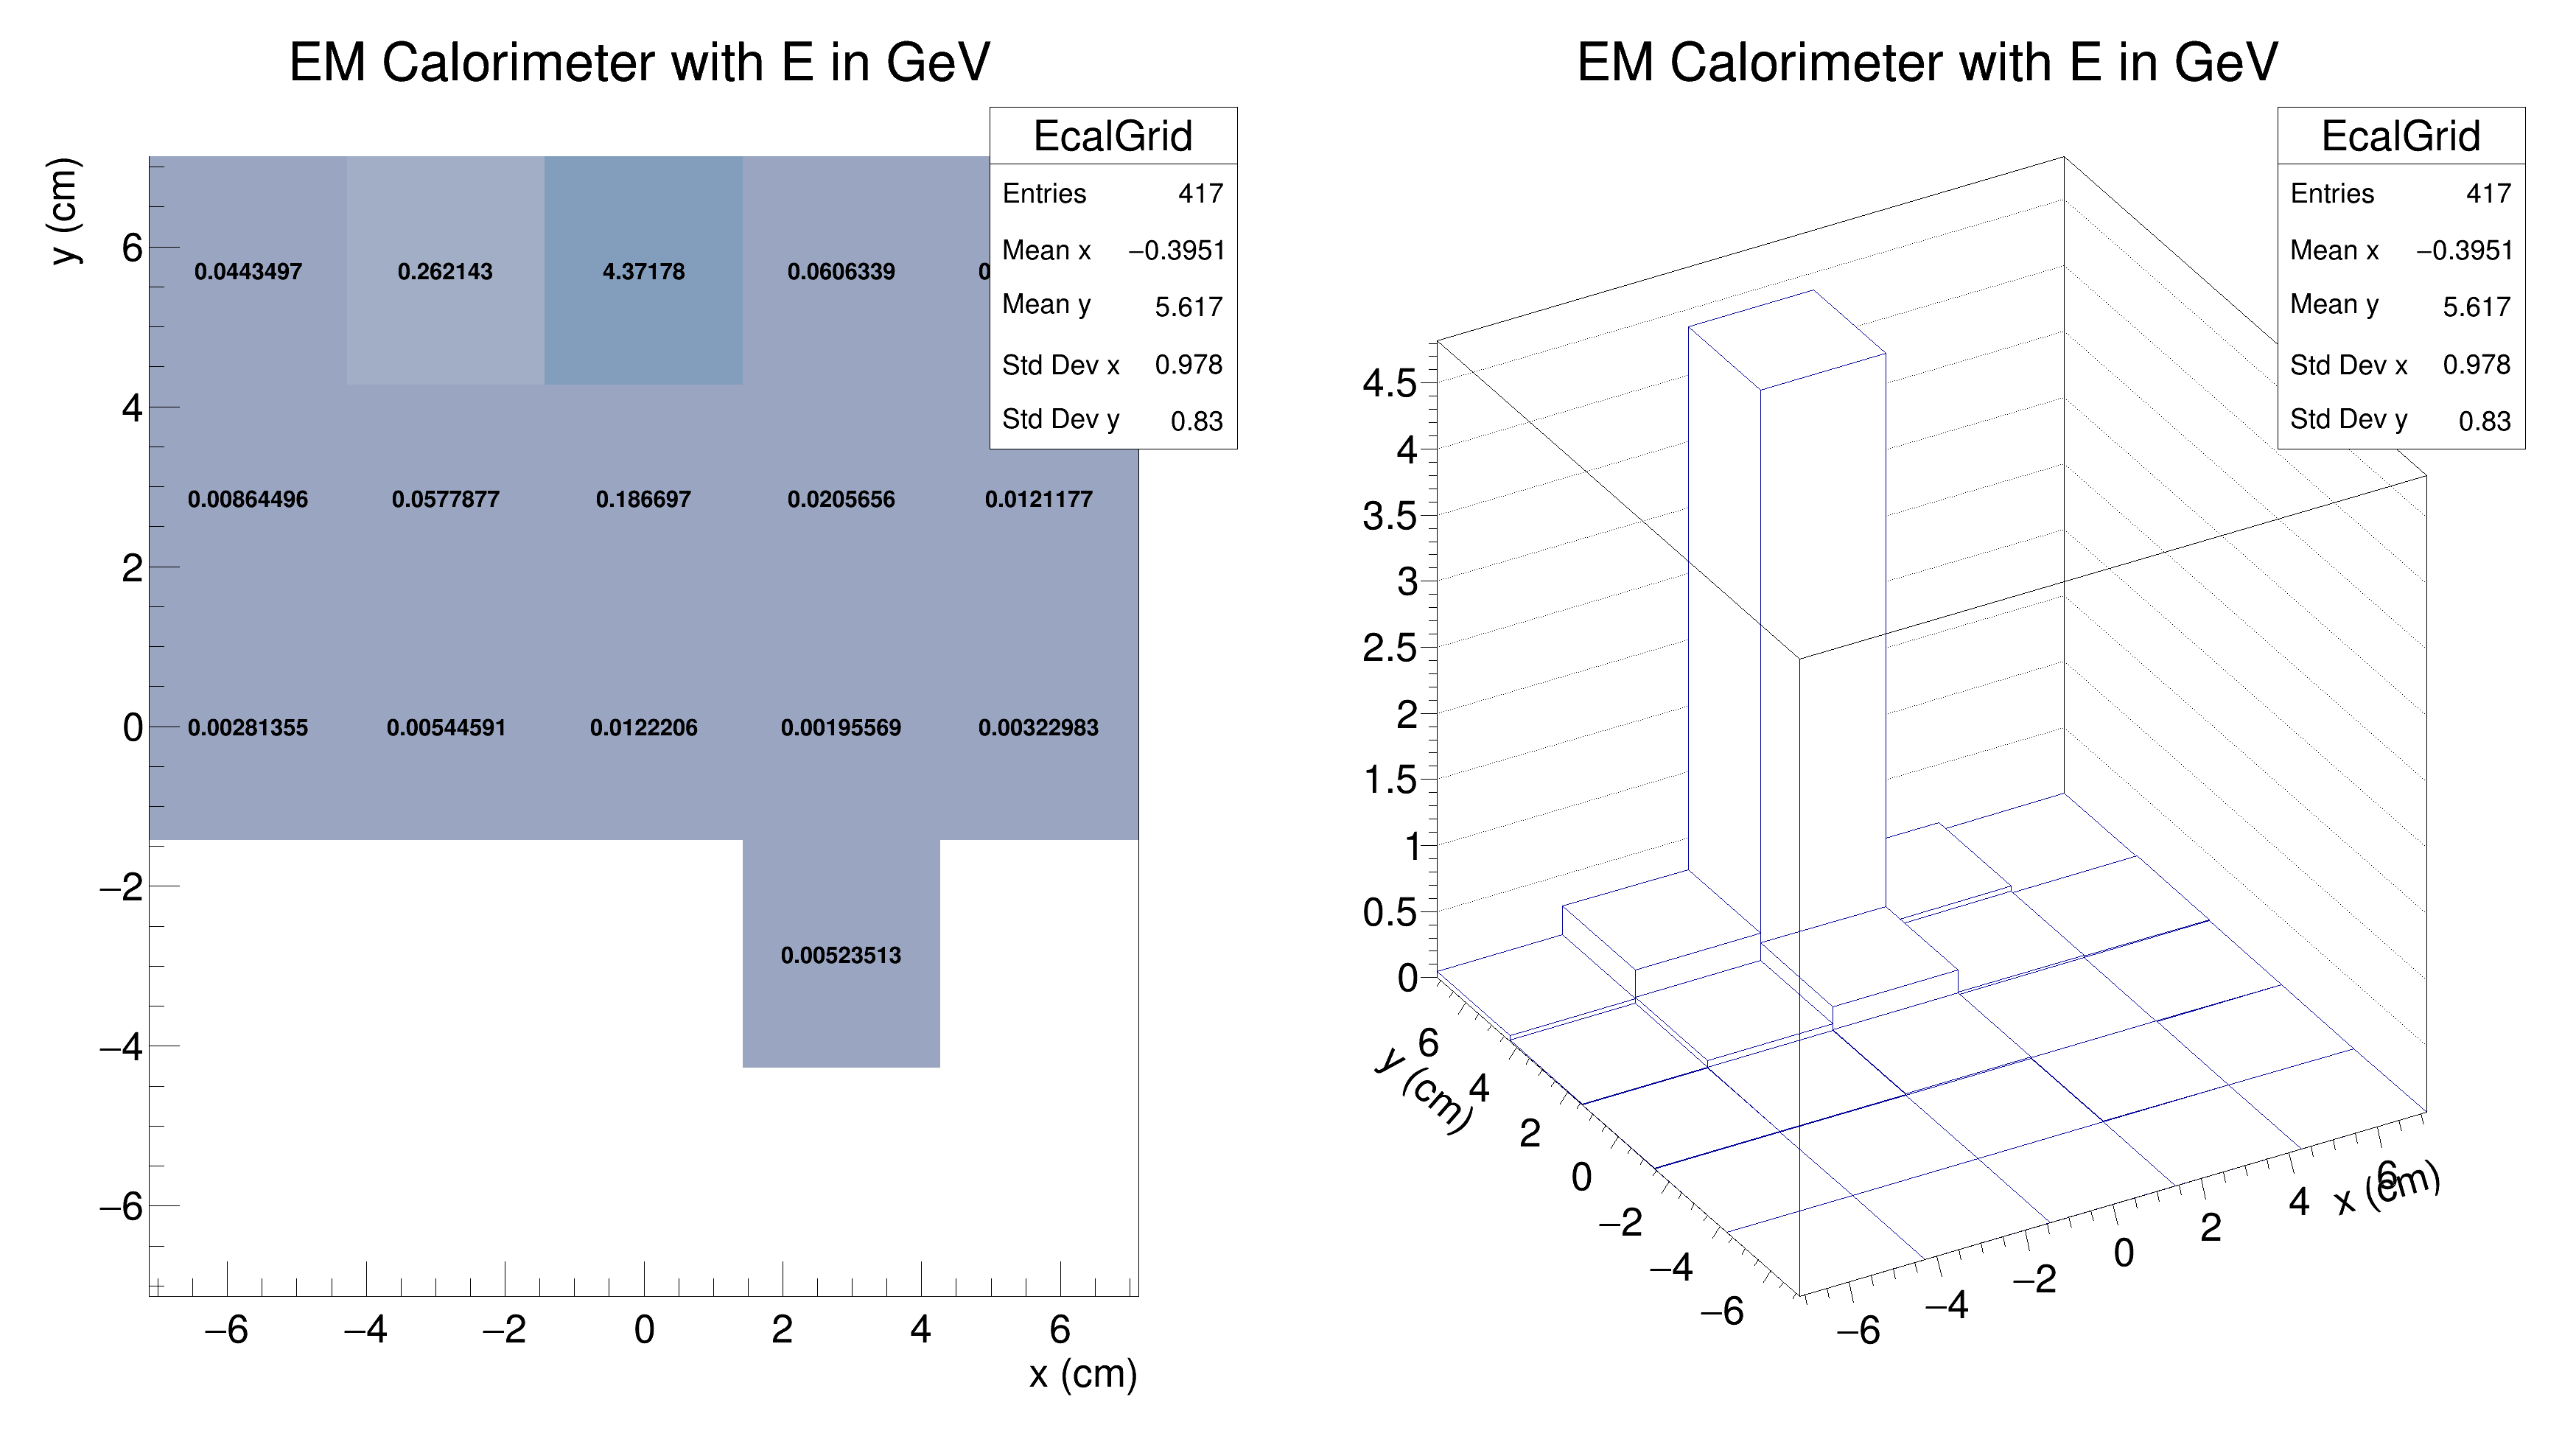 EM Calorimeter with E in GeV
EcalGrid
Entries 417
Mean x −0.3951
Mean y 5.617
Std Dev x 0.978
Std Dev y 0.83
y (cm)
6
4
2
0
−2
−4
−6
0.0443497 0.262143 4.37178 0.0606339
0.00864496 0.0577877 0.186697 0.0205656 0.0121177
0.00281355 0.00544591 0.0122206 0.00195569 0.00322983
0.00523513
−6 −4 −2 0 2 4 6
x (cm)
EM Calorimeter with E in GeV
EcalGrid
Entries 417
Mean x −0.3951
Mean y 5.617
Std Dev x 0.978
Std Dev y 0.83
4.5
4
3.5
3
2.5
2
1.5
1
0.5
0
y (cm)
6
4
2
0
−2
−4
−6
−6 −4 −2 0 2 4 6
x (cm)